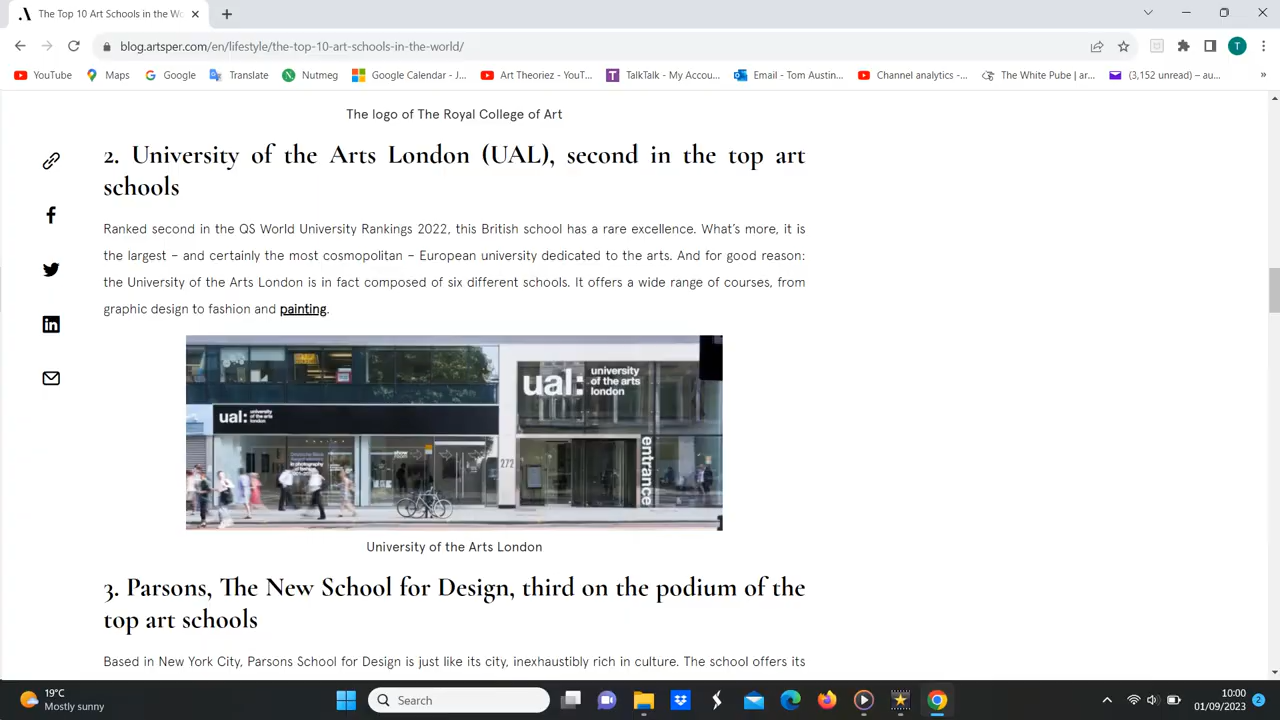 The Top 10 Art Schools in the Wo
blog.artsper.com/en/lifestyle/the-top-10-art-schools-in-the-world/
T
YouTube
Maps
Google
Translate
Nutmeg
Google Calendar - J...
Art Theoriez - YouT...
TalkTalk - My Accou...
Email - Tom Austin...
Channel analytics -...
The White Pube | ar...
(3,152 unread) – au...
»
The logo of The Royal College of Art
2. University of the Arts London (UAL), second in the top art
schools
Ranked second in the QS World University Rankings 2022, this British school has a rare excellence. What's more, it is
the largest – and certainly the most cosmopolitan – European university dedicated to the arts. And for good reason:
the University of the Arts London is in fact composed of six different schools. It offers a wide range of courses, from
graphic design to fashion and painting.
ual: university
of the arts
london
ual: university
of the arts
london
272
entrance
University of the Arts London
3. Parsons, The New School for Design, third on the podium of the
top art schools
Based in New York City, Parsons School for Design is just like its city, inexhaustibly rich in culture. The school offers its
19°C
Mostly sunny
Search
10:00
01/09/2023
2